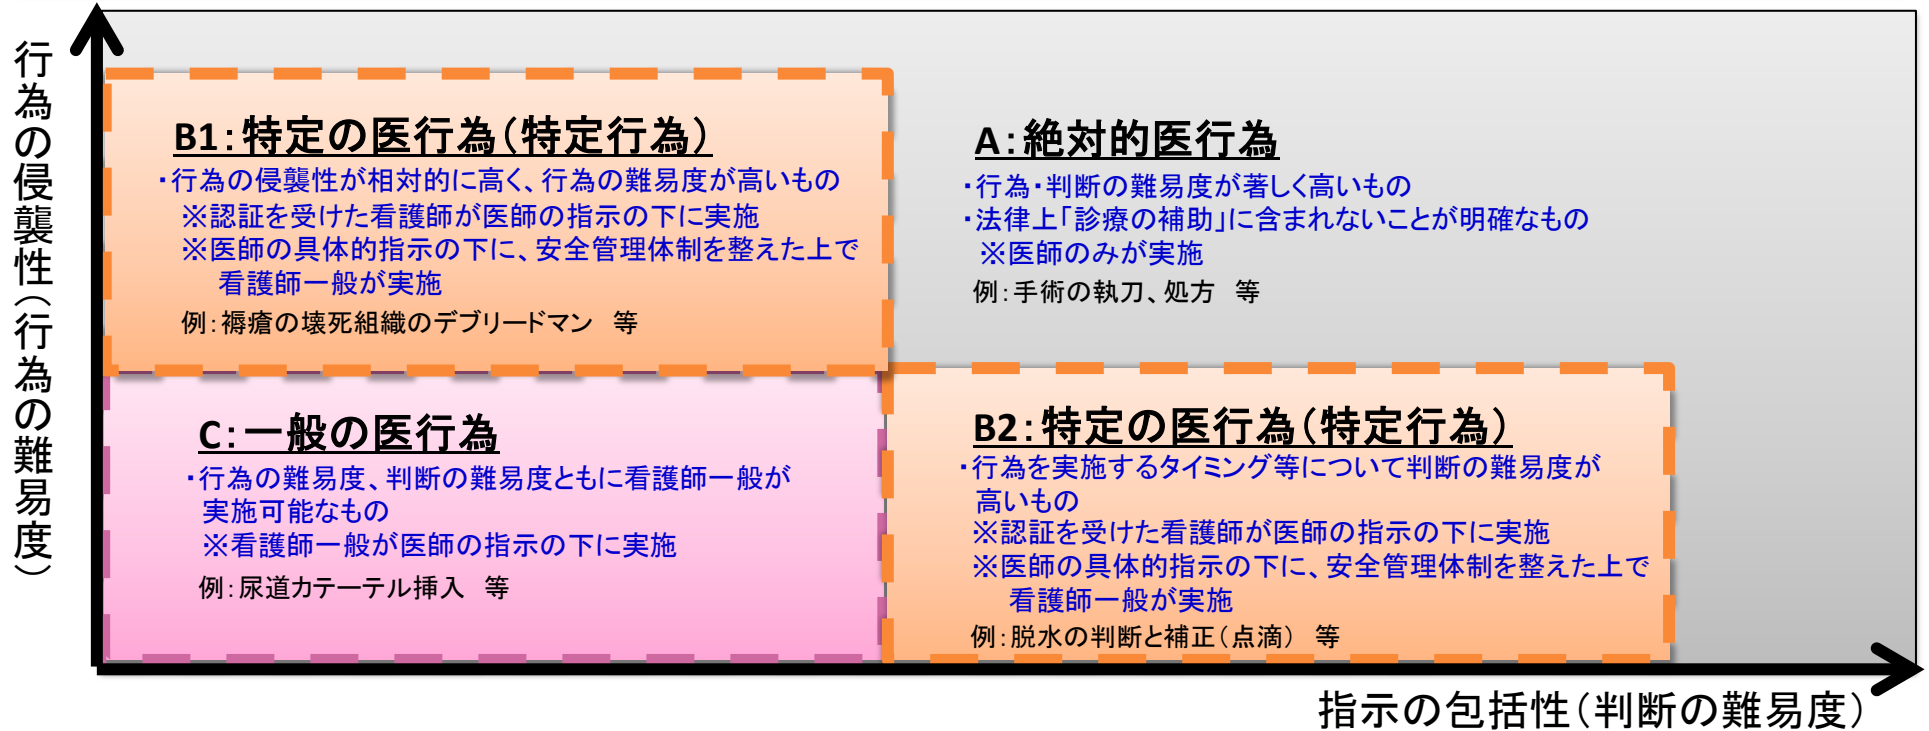 行為の侵襲性（行為の難易度）
B1：特定の医行為（特定行為）
・行為の侵襲性が相対的に高く、行為の難易度が高いもの
※認証を受けた看護師が医師の指示の下に実施
※医師の具体的指示の下に、安全管理体制を整えた上で
看護師一般が実施
例：褥瘡の壊死組織のデブリードマン　等
A：絶対的医行為
・行為・判断の難易度が著しく高いもの
・法律上「診療の補助」に含まれないことが明確なもの
※医師のみが実施
例：手術の執刀、処方　等
C：一般の医行為
・行為の難易度、判断の難易度ともに看護師一般が
実施可能なもの
※看護師一般が医師の指示の下に実施
例：尿道カテーテル挿入　等
B2：特定の医行為（特定行為）
・行為を実施するタイミング等について判断の難易度が
高いもの
※認証を受けた看護師が医師の指示の下に実施
※医師の具体的指示の下に、安全管理体制を整えた上で
看護師一般が実施
例：脱水の判断と補正（点滴）　等
指示の包括性（判断の難易度）